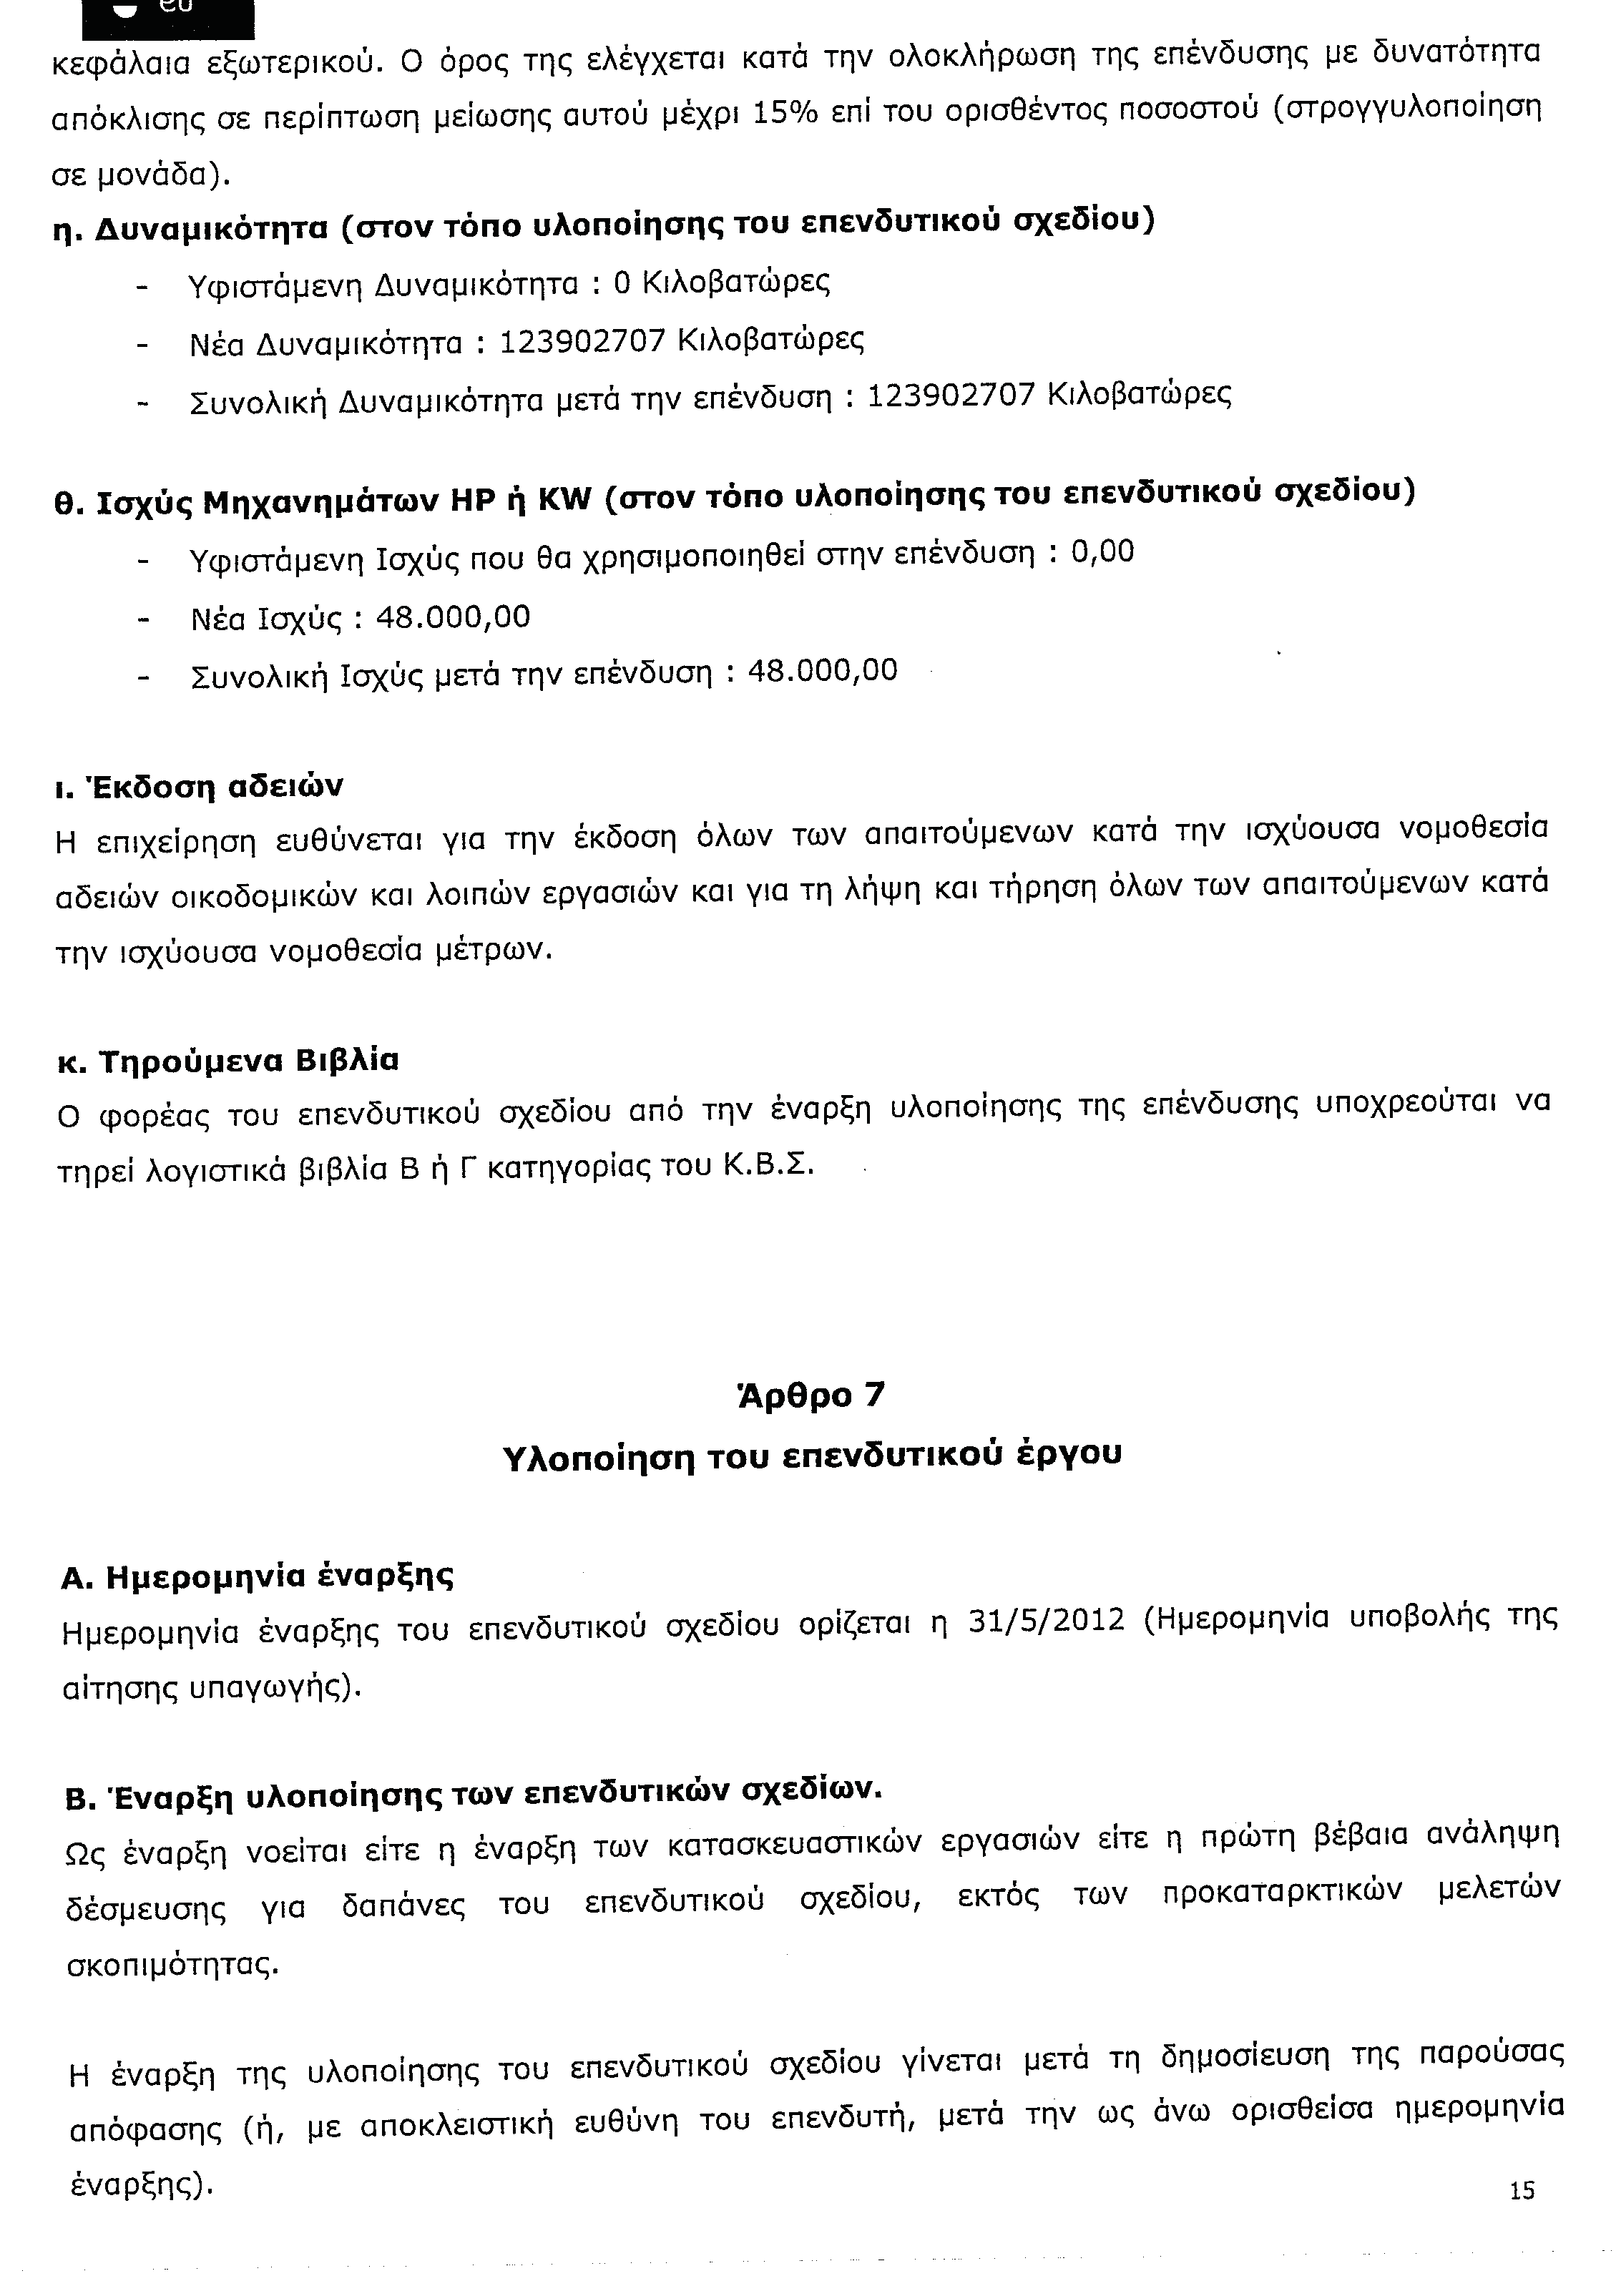 eu
κεφάλαια εξωτερικού. Ο όρος της ελέγχεται κατά την ολοκλήρωση της επένδυσης με δυνατότητα
απόκλισης σε περίπτωση μείωσης αυτού μέχρι 15% επί του ορισθέντος ποσοστού (στρογγυλοποίηση
σε μονάδα).
η. Δυναμικότητα (στον τόπο υλοποίησης του επενδυτικού σχεδίου)
- Υφιστάμενη Δυναμικότητα : 0 Κιλοβατώρες
- Νέα Δυναμικότητα : 123902707 Κιλοβατώρες
- Συνολική Δυναμικότητα μετά την επένδυση : 123902707 Κιλοβατώρες
θ. Ισχύς Μηχανημάτων HP ή KW (στον τόπο υλοποίησης του επενδυτικού σχεδίου)
- Υφιστάμενη Ισχύς που θα χρησιμοποιηθεί στην επένδυση : 0,00
- Νέα Ισχύς : 48.000,00
- Συνολική Ισχύς μετά την επένδυση : 48.000,00
ι. Έκδοση αδειών
Η επιχείρηση ευθύνεται για την έκδοση όλων των απαιτούμενων κατά την ισχύουσα νομοθεσία
αδειών οικοδομικών και λοιπών εργασιών και για τη λήψη και τήρηση όλων των απαιτούμενων κατά
την ισχύουσα νομοθεσία μέτρων.
κ. Τηρούμενα Βιβλία
Ο φορέας του επενδυτικού σχεδίου από την έναρξη υλοποίησης της επένδυσης υποχρεούται να
τηρεί λογιστικά βιβλία Β ή Γ κατηγορίας του Κ.Β.Σ.
Άρθρο 7
Υλοποίηση του επενδυτικού έργου
Α. Ημερομηνία έναρξης
Ημερομηνία έναρξης του επενδυτικού σχεδίου ορίζεται η 31/5/2012 (Ημερομηνία υποβολής της
αίτησης υπαγωγής).
Β. Έναρξη υλοποίησης των επενδυτικών σχεδίων.
Ως έναρξη νοείται είτε η έναρξη των κατασκευαστικών εργασιών είτε η πρώτη βέβαια ανάληψη
δέσμευσης για δαπάνες του επενδυτικού σχεδίου, εκτός των προκαταρκτικών μελετών
σκοπιμότητας.
Η έναρξη της υλοποίησης του επενδυτικού σχεδίου γίνεται μετά τη δημοσίευση της παρούσας
απόφασης (ή, με αποκλειστική ευθύνη του επενδυτή, μετά την ως άνω ορισθείσα ημερομηνία
έναρξης).
15